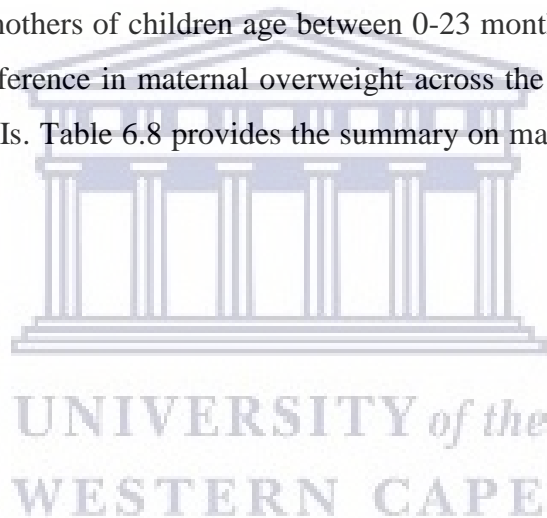 nothers of children age between 0-23 mont
ference in maternal overweight across the
Is. Table 6.8 provides the summary on ma
UNIVERSITY of the
WESTERN CAPE